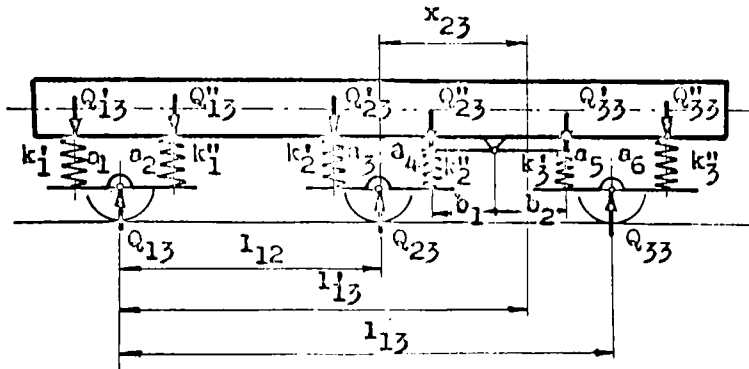 x₂₃
Q'₁₃ Q''₁₃ Q'₂₃ Q''₂₃ Q'₃₃ Q''₃₃
k'₁ a₁ a₂ k''₁ k'₂ a₃ a₄ k''₂ k'₃ a₅ a₆ k''₃
b₁ b₂
Q₁₃ Q₂₃ Q₃₃
l₁₂
l'₁₃
l₁₃